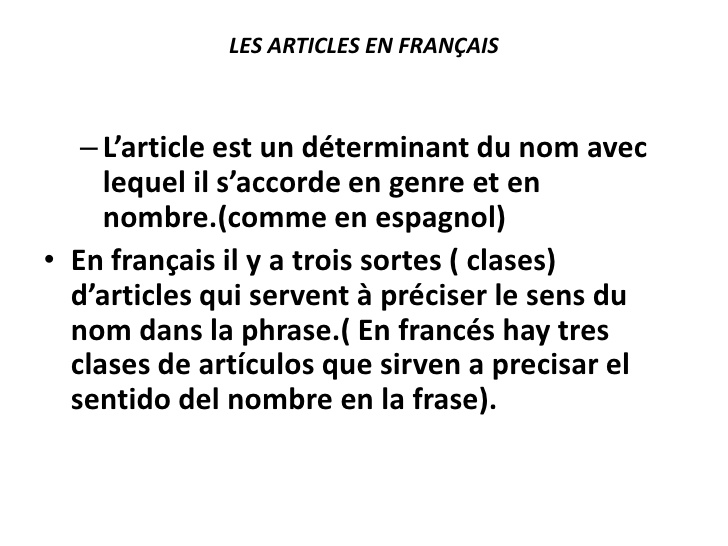 LES ARTICLES EN FRANÇAIS
– L’article est un déterminant du nom avec
lequel il s’accorde en genre et en
nombre.(comme en espagnol)
• En français il y a trois sortes ( clases)
d’articles qui servent à préciser le sens du
nom dans la phrase.( En francés hay tres
clases de artículos que sirven a precisar el
sentido del nombre en la frase).